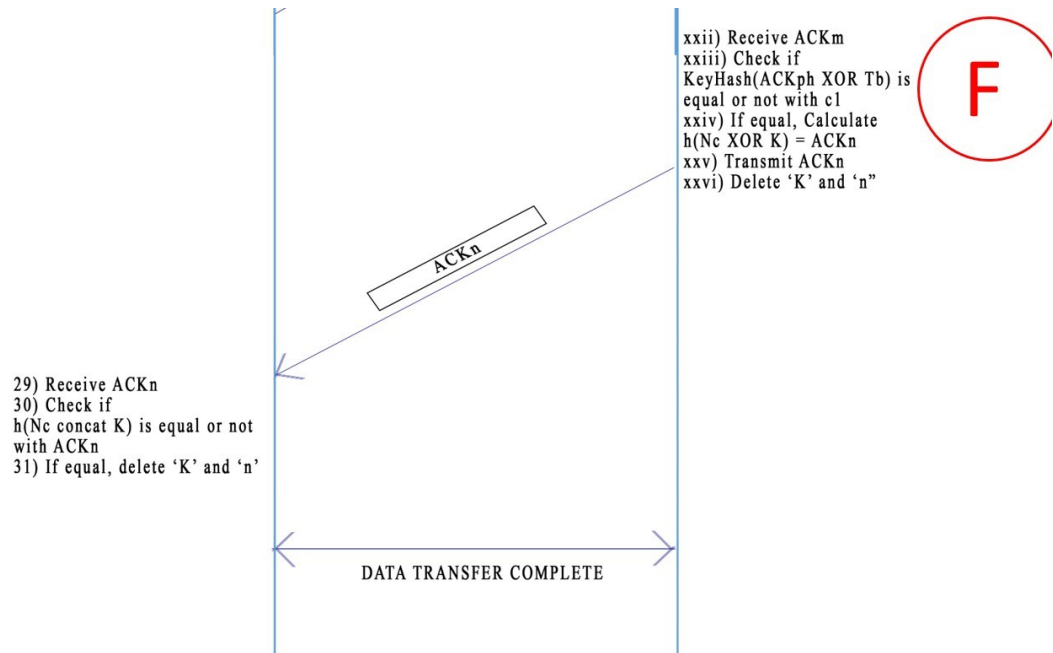 xxii) Receive ACKm
xxiii) Check if
KeyHash(ACKph XOR Tb) is
equal or not with c1
xxiv) If equal, Calculate
h(Nc XOR K) = ACKn
xxv) Transmit ACKn
xxvi) Delete ‘K’ and ‘n”
F
ACKn
29) Receive ACKn
30) Check if
h(Nc concat K) is equal or not
with ACKn
31) If equal, delete ‘K’ and ‘n’
DATA TRANSFER COMPLETE